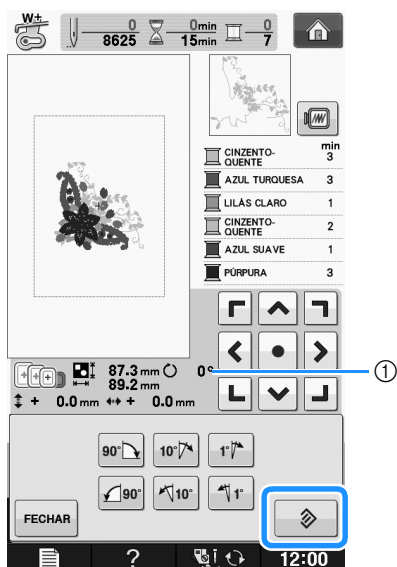 W+
0
8625
0min
15min
0
7
min
CINZENTO-
QUENTE
3
AZUL TURQUESA 3
LILÁS CLARO 1
CINZENTO-
QUENTE
2
AZUL SUAVE 1
PÚRPURA 3
87.3 mm 0°
89.2 mm
+ 0.0 mm + 0.0 mm
①
90° 10° 1°
90° 10° 1°
FECHAR
? 12:00